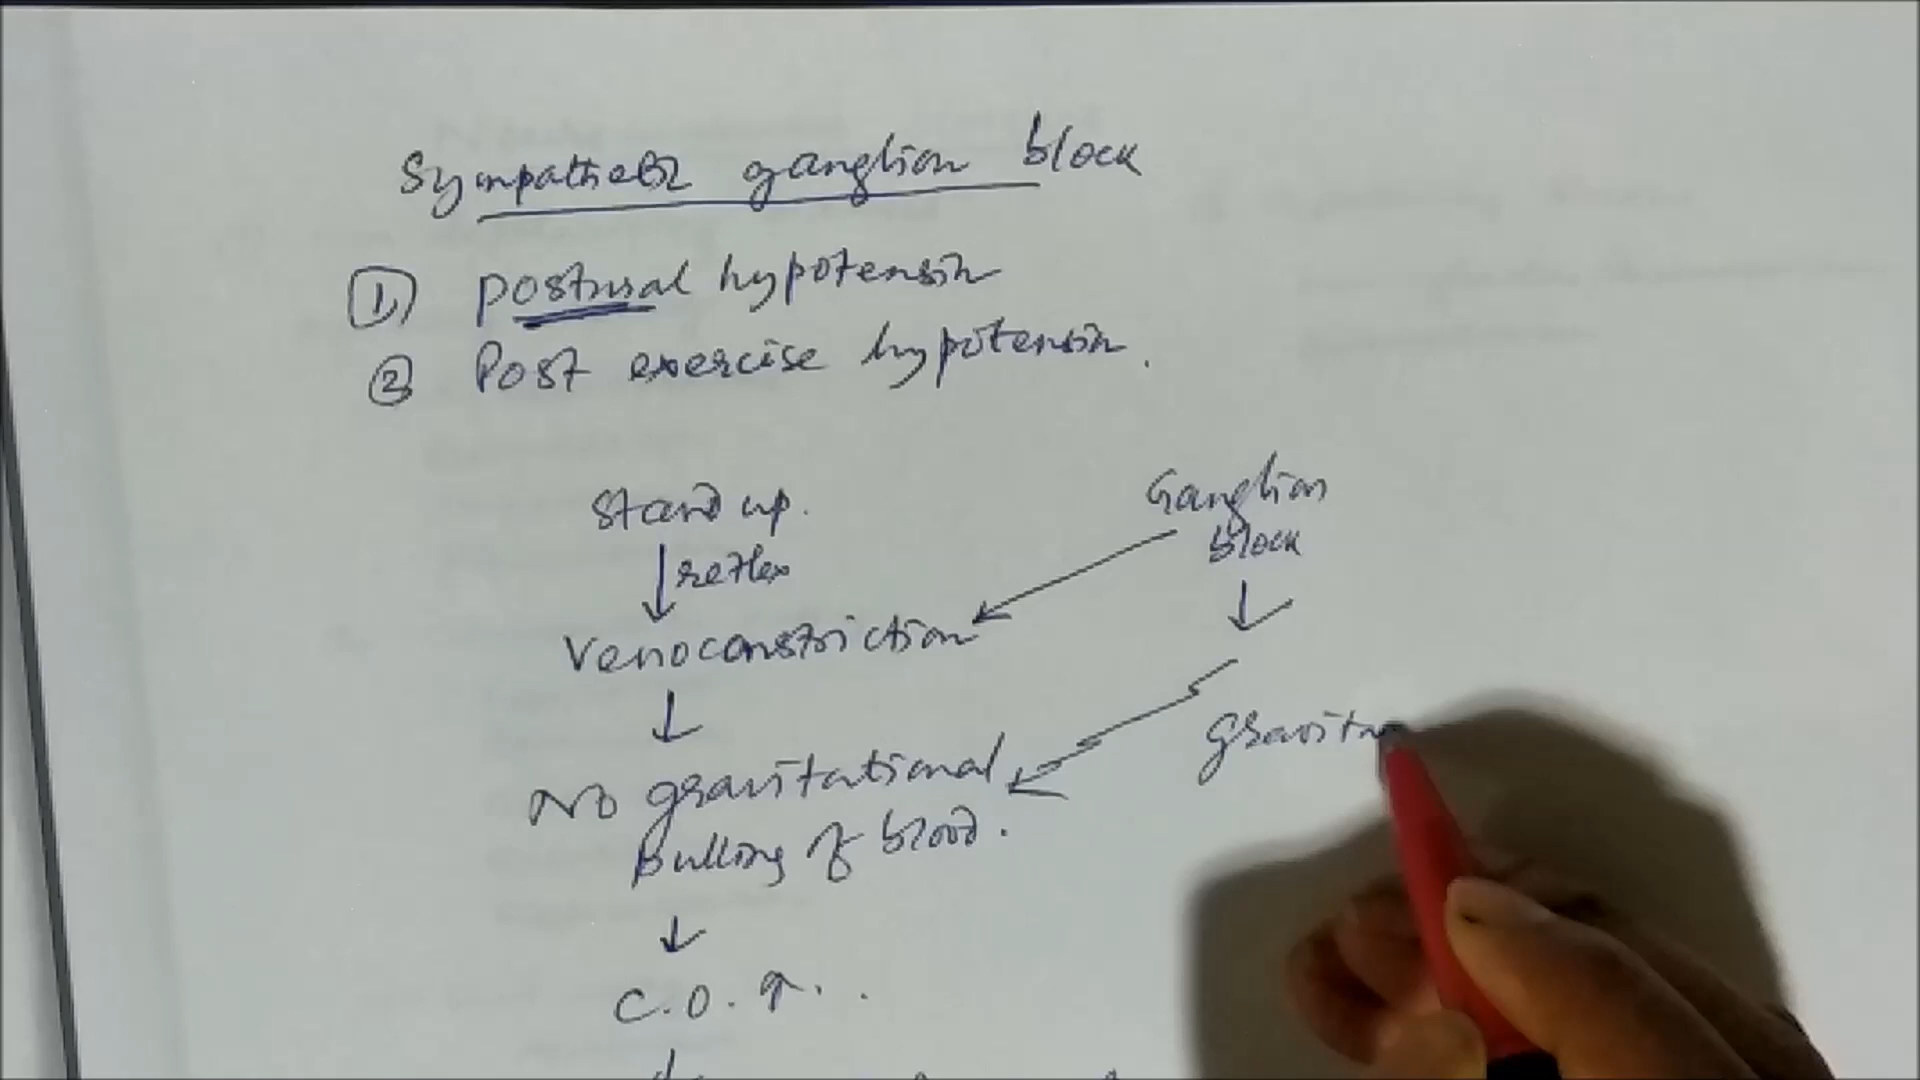 Sympathetic ganglion block
① Postural hypotension
② Post exercise hypotension.
Stand up.
reflex
Ganglion
block
Venoconstriction
gravita
No gravitational
Pulling of blood.
C.O. ↑.